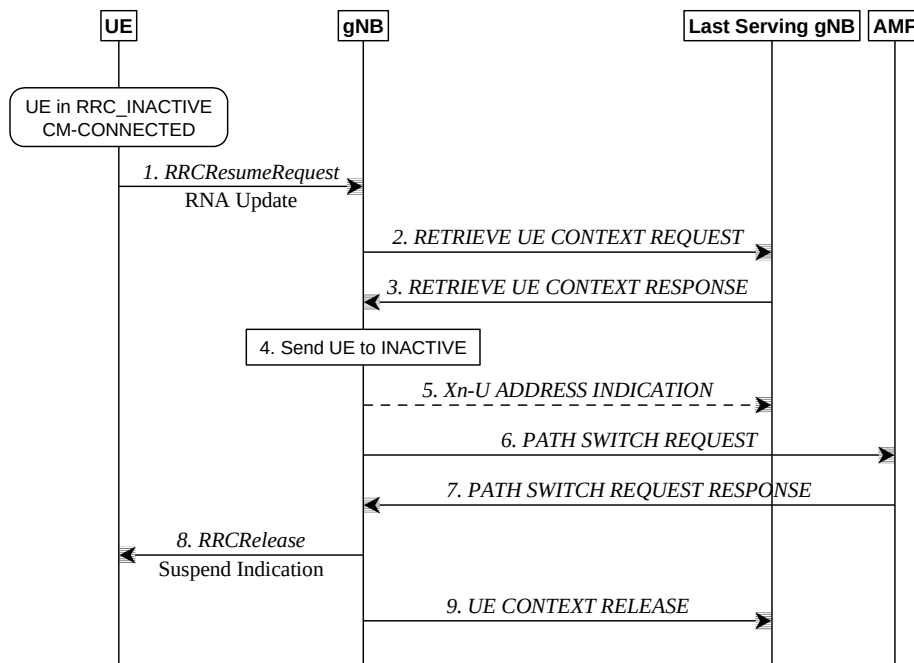 UE
gNB
Last Serving gNB
AMF
UE in RRC_INACTIVE
CM-CONNECTED
1. RRCResumeRequest
RNA Update
2. RETRIEVE UE CONTEXT REQUEST
3. RETRIEVE UE CONTEXT RESPONSE
4. Send UE to INACTIVE
5. Xn-U ADDRESS INDICATION
6. PATH SWITCH REQUEST
7. PATH SWITCH REQUEST RESPONSE
8. RRCRelease
Suspend Indication
9. UE CONTEXT RELEASE